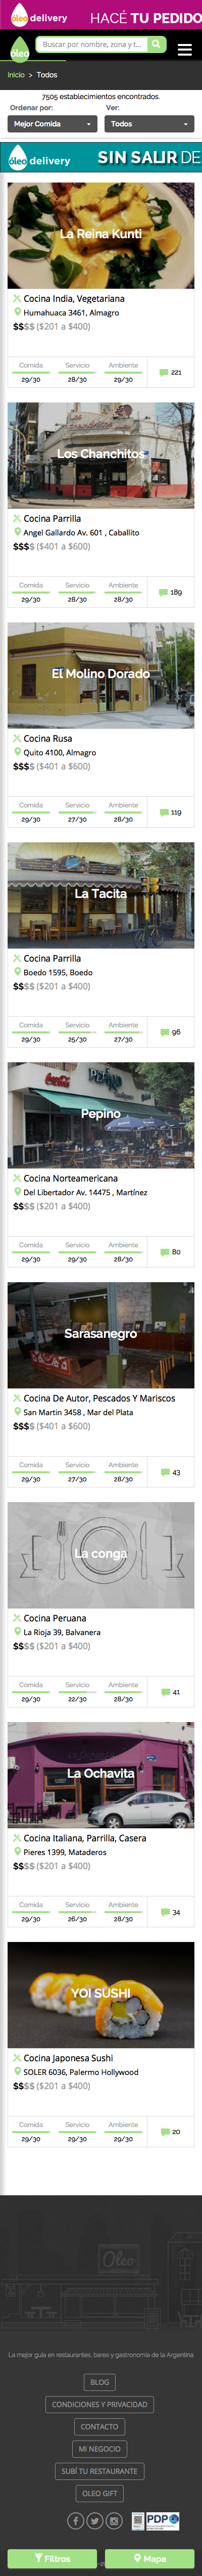 óleo delivery
HACÉ TU PEDIDO
óleo
Buscar por nombre, zona y t...
Inicio > Todos
7505 establecimientos encontrados.
Ordenar por: Ver:
Mejor Comida Todos
óleo delivery
SIN SALIR DE
La Reina Kunti
Cocina India, Vegetariana
Humahuaca 3461, Almagro
$$$$ ($201 a $400)
Comida Servicio Ambiente
29/30 28/30 29/30 221
Los Chanchitos
Cocina Parrilla
Angel Gallardo Av. 601 , Caballito
$$$$ ($401 a $600)
Comida Servicio Ambiente
29/30 28/30 28/30 189
El Molino Dorado
Cocina Rusa
Quito 4100, Almagro
$$$$ ($401 a $600)
Comida Servicio Ambiente
29/30 27/30 28/30 119
La Tacita
Cocina Parrilla
Boedo 1595, Boedo
$$$$ ($201 a $400)
Comida Servicio Ambiente
29/30 25/30 27/30 96
Coca-Cola
Pepino
Cocina Norteamericana
Del Libertador Av. 14475 , Martínez
$$$$ ($201 a $400)
Comida Servicio Ambiente
29/30 29/30 28/30 80
Sarasanegro
Cocina De Autor, Pescados Y Mariscos
San Martin 3458 , Mar del Plata
$$$$ ($401 a $600)
Comida Servicio Ambiente
29/30 27/30 28/30 43
La conga
Cocina Peruana
La Rioja 39, Balvanera
$$$$ ($201 a $400)
Comida Servicio Ambiente
29/30 22/30 28/30 41
La Ochavita
Cocina Italiana, Parrilla, Casera
Pieres 1399, Mataderos
$$$$ ($201 a $400)
Comida Servicio Ambiente
29/30 26/30 28/30 34
YOI SUSHI
Cocina Japonesa Sushi
SOLER 6036, Palermo Hollywood
$$$$ ($201 a $400)
Comida Servicio Ambiente
29/30 29/30 29/30 20
Oleo
La mejor guía en restaurantes, bares y gastronomía de la Argentina
BLOG
CONDICIONES Y PRIVACIDAD
CONTACTO
MI NEGOCIO
SUBÍ TU RESTAURANTE
OLEO GIFT
PDP
Filtros Mapa